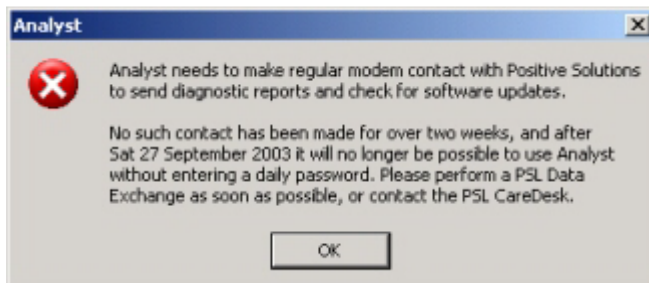 Analyst
Analyst needs to make regular modem contact with Positive Solutions
to send diagnostic reports and check for software updates.
No such contact has been made for over two weeks, and after
Sat 27 September 2003 it will no longer be possible to use Analyst
without entering a daily password. Please perform a PSL Data
Exchange as soon as possible, or contact the PSL CareDesk.
OK